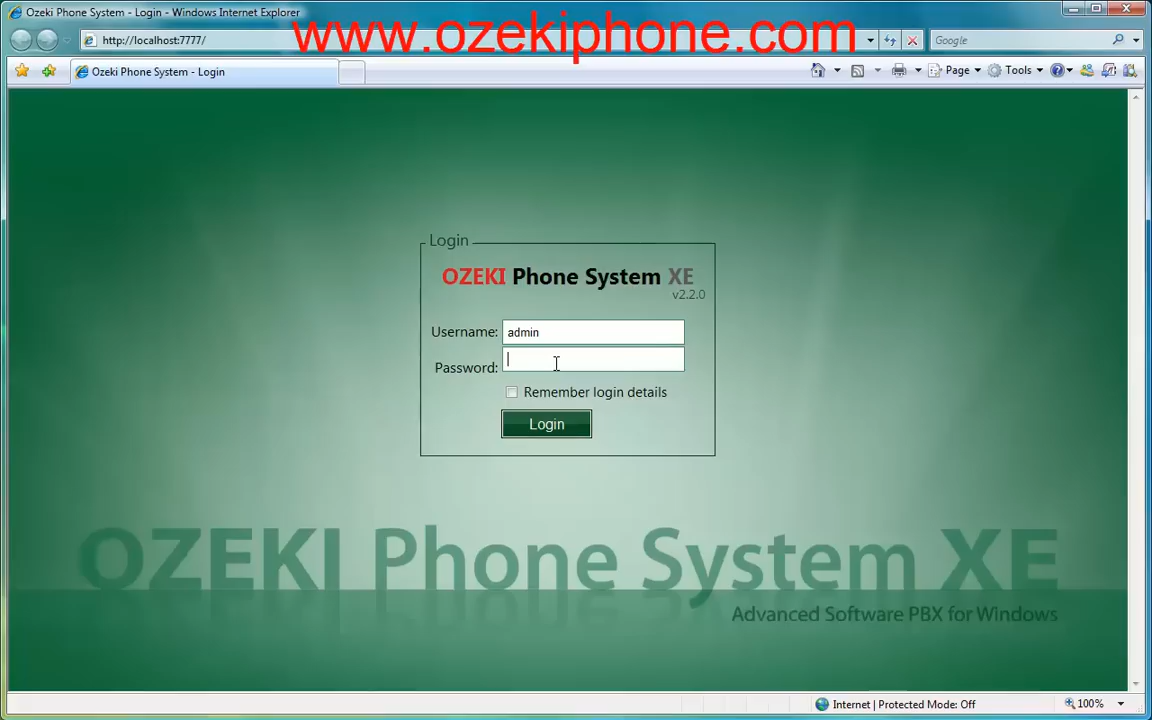 Ozeki Phone System - Login - Windows Internet Explorer
http://localhost:7777/
www.ozekiphone.com
Google
Ozeki Phone System - Login
Page
Tools
Login
OZEKI Phone System XE
v2.2.0
Username: admin
Password:
Remember login details
Login
OZEKI Phone System XE
Advanced Software PBX for Windows
Internet | Protected Mode: Off
100%